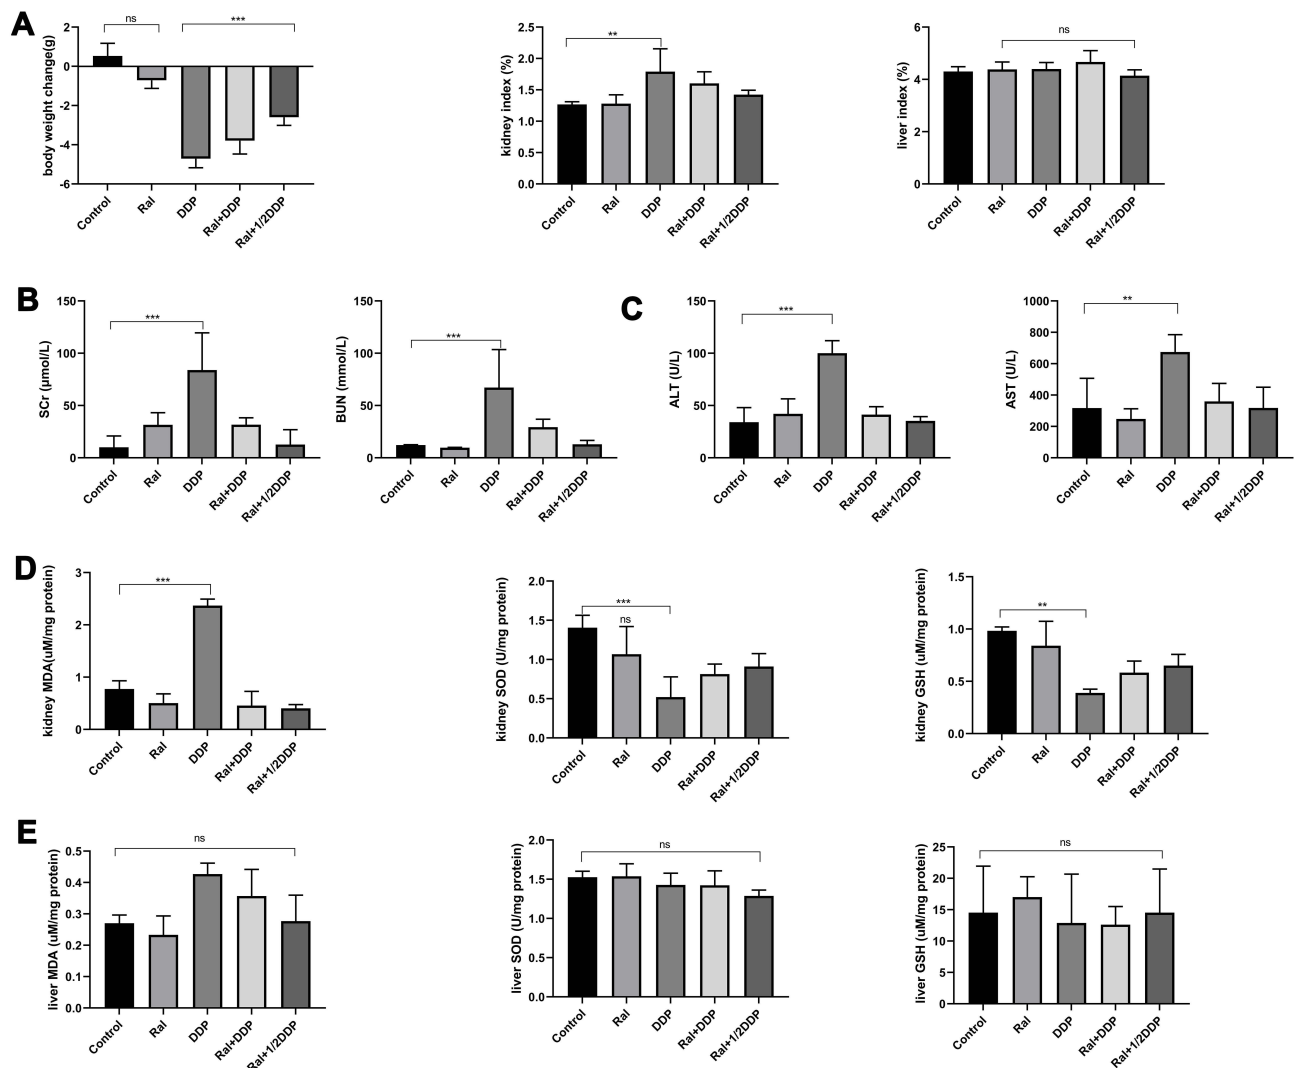 A
body weight change(g)
2
0
-2
-4
-6
ns
***
Control
Ral
DDP
Ral+DDP
Ral+1/2DDP
kidney index (%)
2.5
2.0
1.5
1.0
0.5
0.0
**
Control
Ral
DDP
Ral+DDP
Ral+1/2DDP
liver index (%)
6
4
2
0
ns
Control
Ral
DDP
Ral+DDP
Ral+1/2DDP
B
SCr (μmol/L)
150
100
50
0
***
Control
Ral
DDP
Ral+DDP
Ral+1/2DDP
BUN (mmol/L)
150
100
50
0
***
Control
Ral
DDP
Ral+DDP
Ral+1/2DDP
C
ALT (U/L)
150
100
50
0
***
Control
Ral
DDP
Ral+DDP
Ral+1/2DDP
AST (U/L)
1000
800
600
400
200
0
**
Control
Ral
DDP
Ral+DDP
Ral+1/2DDP
D
kidney MDA(uM/mg protein)
3
2
1
0
***
Control
Ral
DDP
Ral+DDP
Ral+1/2DDP
kidney SOD (U/mg protein)
2.0
1.5
1.0
0.5
0.0
***
ns
Control
Ral
DDP
Ral+DDP
Ral+1/2DDP
kidney GSH (uM/mg protein)
1.5
1.0
0.5
0.0
**
Control
Ral
DDP
Ral+DDP
Ral+1/2DDP
E
liver MDA (uM/mg protein)
0.5
0.4
0.3
0.2
0.1
0.0
ns
Control
Ral
DDP
Ral+DDP
Ral+1/2DDP
liver SOD (U/mg protein)
2.0
1.5
1.0
0.5
0.0
ns
Control
Ral
DDP
Ral+DDP
Ral+1/2DDP
liver GSH (uM/mg protein)
25
20
15
10
5
0
ns
Control
Ral
DDP
Ral+DDP
Ral+1/2DDP